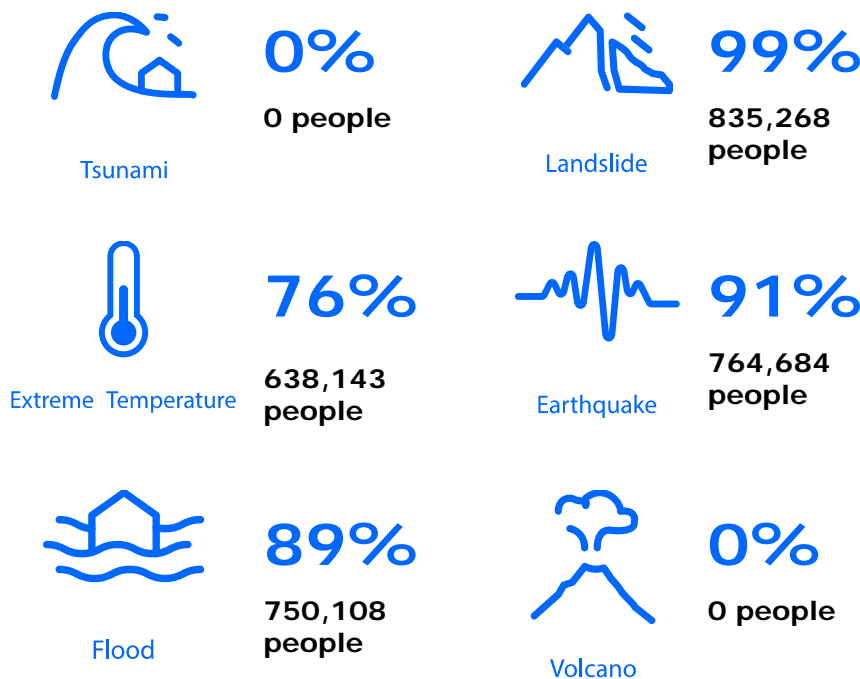 0%
0 people
Tsunami
99%
835,268
people
Landslide
76%
638,143
people
Extreme Temperature
91%
764,684
people
Earthquake
89%
750,108
people
Flood
0%
0 people
Volcano